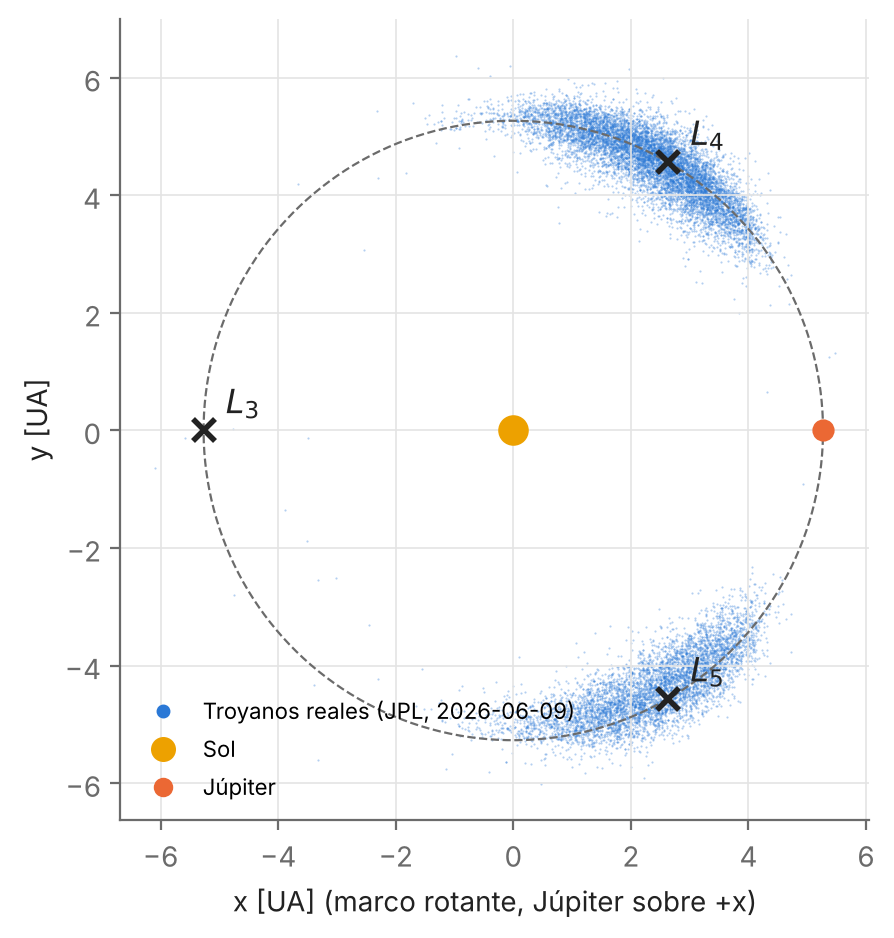 6
4
2
0
−2
−4
−6
y [UA]
L4
L3
L5
Troyanos reales (JPL, 2026-06-09)
Sol
Júpiter
−6 −4 −2 0 2 4 6
x [UA] (marco rotante, Júpiter sobre +x)